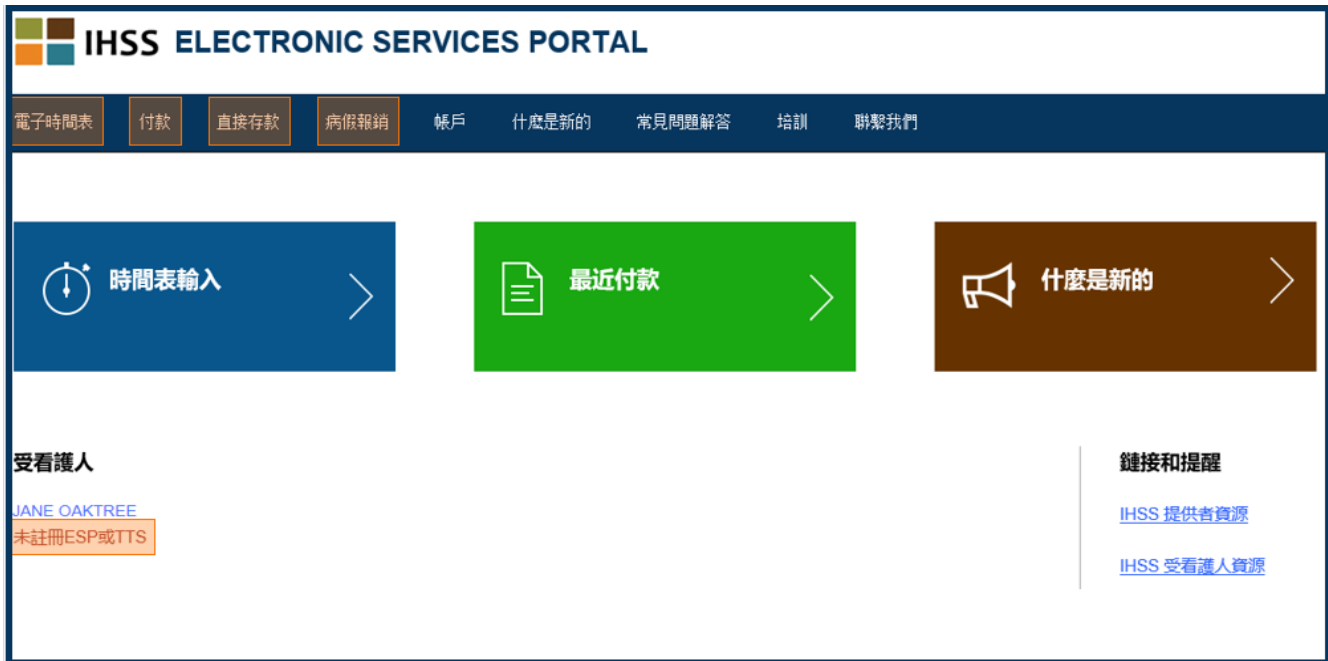 IHSS ELECTRONIC SERVICES PORTAL
電子時間表 付款 直接存款 病假報銷 帳戶 什麼是新的 常見問題解答 培訓 聯繫我們
時間表輸入
最近付款
什麼是新的
受看護人
JANE OAKTREE
未註冊ESP或TTS
鏈接和提醒
IHSS 提供者資源
IHSS 受看護人資源